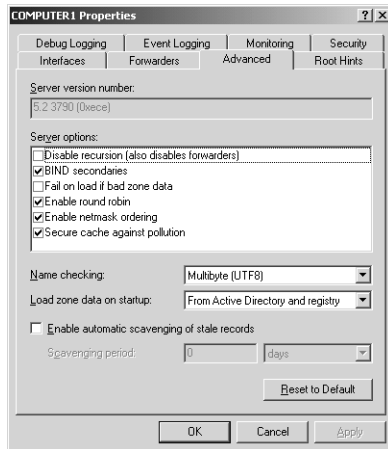 COMPUTER1 Properties
Debug Logging Event Logging Monitoring Security
Interfaces Forwarders Advanced Root Hints
Server version number:
5.2 3790 (0xece)
Server options:
Disable recursion (also disables forwarders)
BIND secondaries
Fail on load if bad zone data
Enable round robin
Enable netmask ordering
Secure cache against pollution
Name checking: Multibyte (UTF8)
Load zone data on startup: From Active Directory and registry
Enable automatic scavenging of stale records
Scavenging period: 0 days
Reset to Default
OK Cancel Apply